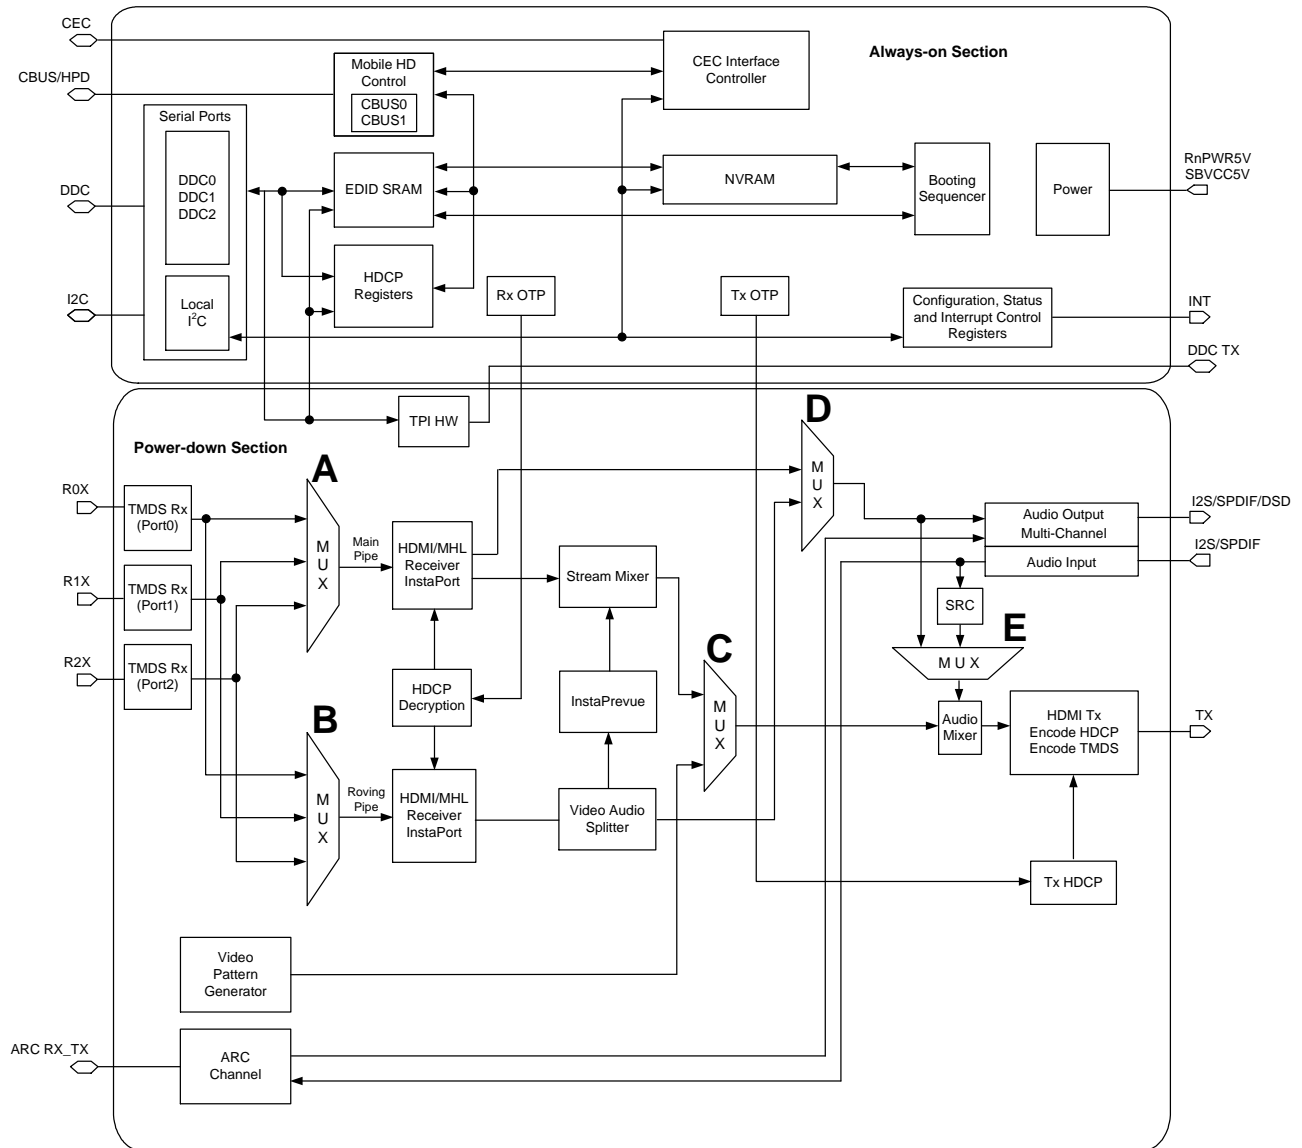 CEC
CBUS/HPD
DDC
I2C
Always-on Section
Mobile HD
Control
CBUS0
CBUS1
CEC Interface
Controller
Serial Ports
DDC0
DDC1
DDC2
Local
I²C
EDID SRAM
NVRAM
Booting
Sequencer
Power
RnPWR5V
SBVCC5V
HDCP
Registers
Rx OTP
Tx OTP
Configuration, Status
and Interrupt Control
Registers
INT
DDC TX
TPI HW
Power-down Section
R0X
R1X
R2X
TMDS Rx
(Port0)
TMDS Rx
(Port1)
TMDS Rx
(Port2)
A
M
U
X
Main
Pipe
HDMI/MHL
Receiver
InstaPort
B
M
U
X
Roving
Pipe
HDMI/MHL
Receiver
InstaPort
HDCP
Decryption
Stream Mixer
InstaPrevue
Video Audio
Splitter
C
M
U
X
D
M
U
X
Audio Output
Multi-Channel
Audio Input
I2S/SPDIF/DSD
I2S/SPDIF
SRC
E
M U X
Audio
Mixer
HDMI Tx
Encode HDCP
Encode TMDS
TX
Tx HDCP
Video
Pattern
Generator
ARC RX_TX
ARC
Channel